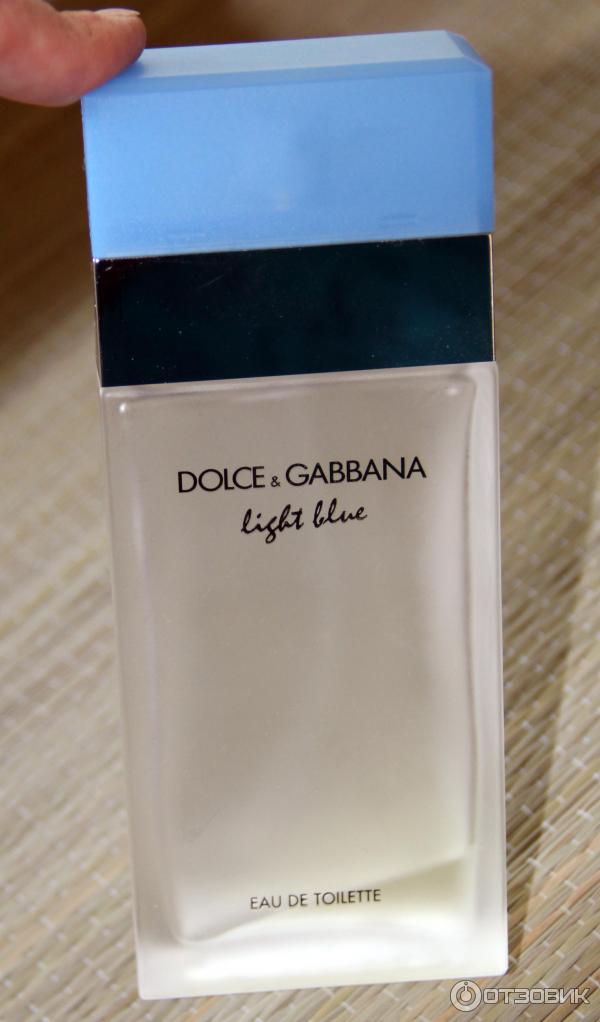 DOLCE & GABBANA
light blue
EAU DE TOILETTE
ОТЗОВИК